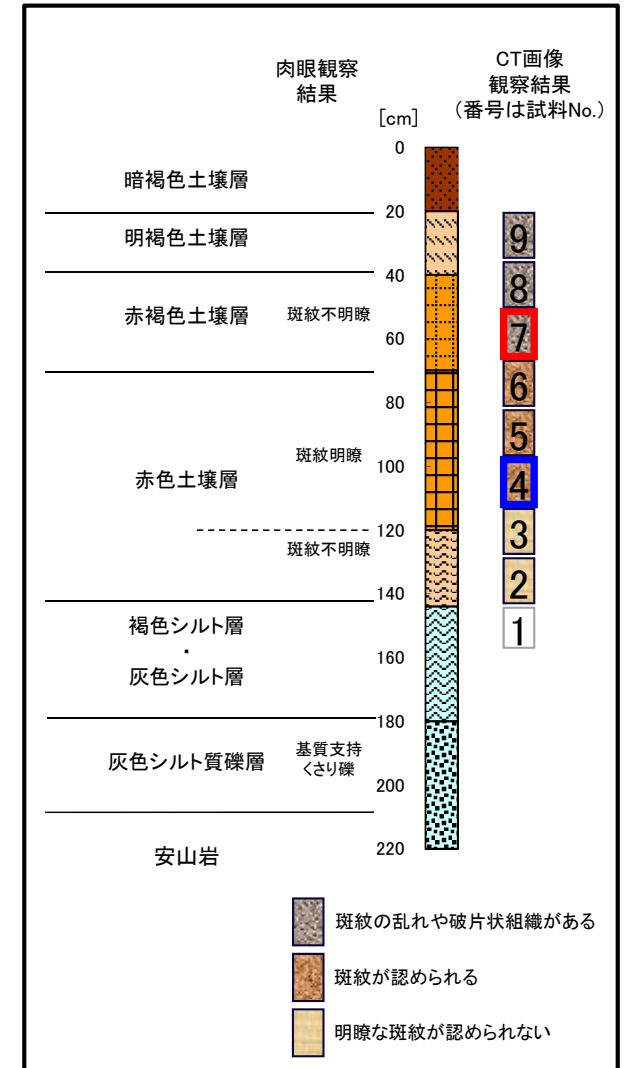 肉眼観察
結果
CT画像
観察結果
(番号は試料No.)
[cm]
0
暗褐色土壌層
20
明褐色土壌層
9
40
8
赤褐色土壌層
斑紋不明瞭
60
7
6
80
5
斑紋明瞭
100
赤色土壌層
4
120
3
斑紋不明瞭
2
140
褐色シルト層
・
灰色シルト層
1
160
180
灰色シルト質礫層
基質支持
くさり礫
200
安山岩
220
斑紋の乱れや破片状組織がある
斑紋が認められる
明瞭な斑紋が認められない